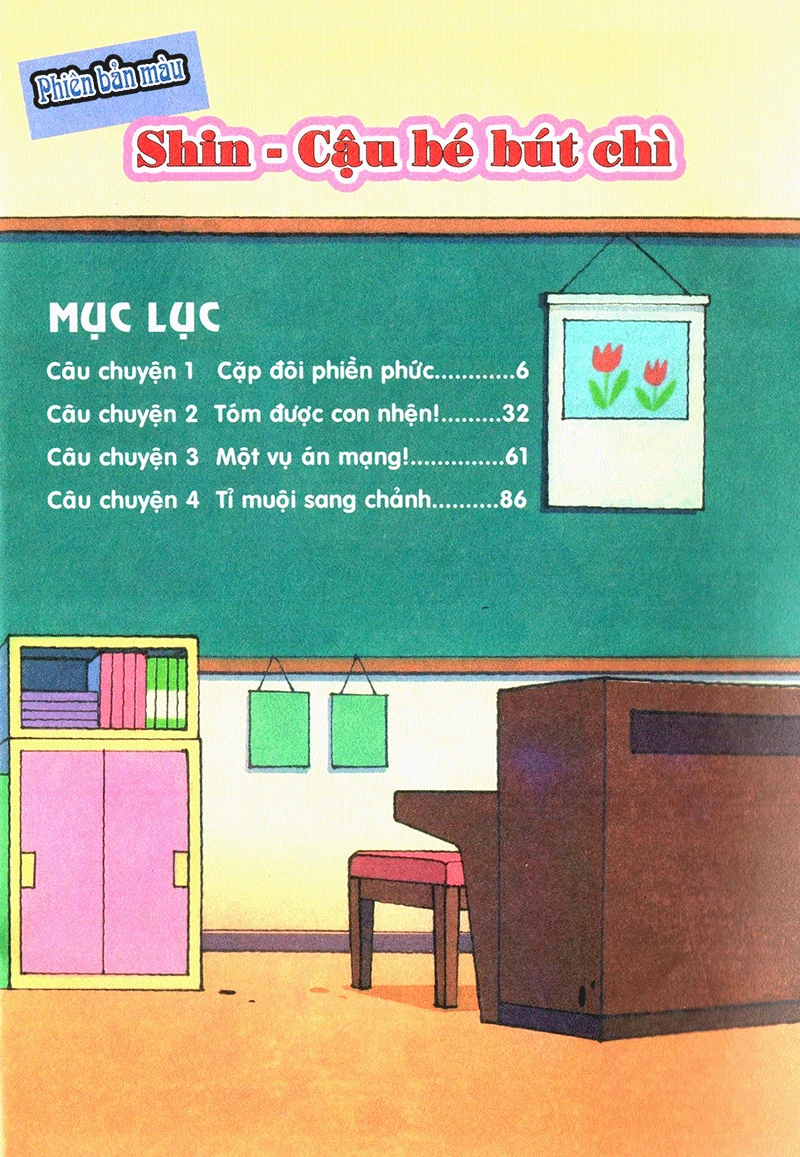 Phiên bản màu
Shin - Cậu bé bút chì
MỤC LỤC
Câu chuyện 1 Cặp đôi phiền phức............6
Câu chuyện 2 Tóm được con nhện!.........32
Câu chuyện 3 Một vụ án mạng!..............61
Câu chuyện 4 Tỉ muội sang chảnh..........86